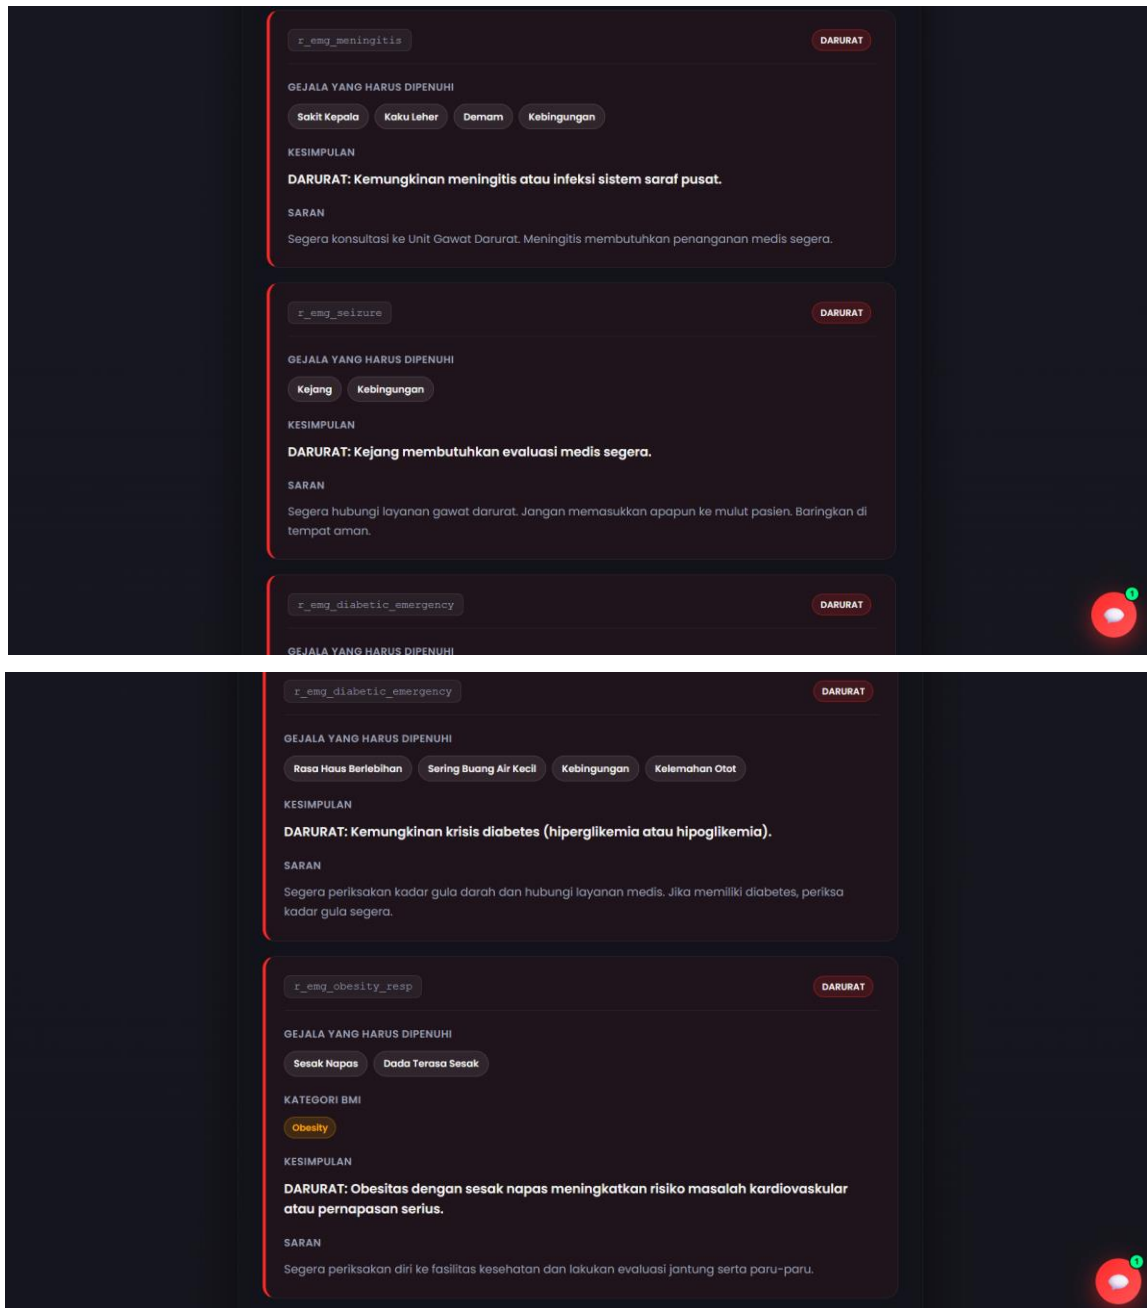 r_emg_meningitis DARURAT
GEJALA YANG HARUS DIPENUHI
Sakit Kepala Kaku Leher Demam Kebingungan
KESIMPULAN
DARURAT: Kemungkinan meningitis atau infeksi sistem saraf pusat.
SARAN
Segera konsultasi ke Unit Gawat Darurat. Meningitis membutuhkan penanganan medis segera.
r_emg_seizure DARURAT
GEJALA YANG HARUS DIPENUHI
Kejang Kebingungan
KESIMPULAN
DARURAT: Kejang membutuhkan evaluasi medis segera.
SARAN
Segera hubungi layanan gawat darurat. Jangan memasukkan apapun ke mulut pasien. Baringkan di
tempat aman.
r_emg_diabetic_emergency DARURAT
GEJALA YANG HARUS DIPENUHI
1
r_emg_diabetic_emergency DARURAT
GEJALA YANG HARUS DIPENUHI
Rasa Haus Berlebihan Sering Buang Air Kecil Kebingungan Kelemahan Otot
KESIMPULAN
DARURAT: Kemungkinan krisis diabetes (hiperglikemia atau hipoglikemia).
SARAN
Segera periksakan kadar gula darah dan hubungi layanan medis. Jika memiliki diabetes, periksa
kadar gula segera.
r_emg_obesity_resp DARURAT
GEJALA YANG HARUS DIPENUHI
Sesak Napas Dada Terasa Sesak
KATEGORI BMI
Obesity
KESIMPULAN
DARURAT: Obesitas dengan sesak napas meningkatkan risiko masalah kardiovaskular
atau pernapasan serius.
SARAN
Segera periksakan diri ke fasilitas kesehatan dan lakukan evaluasi jantung serta paru-paru.
1